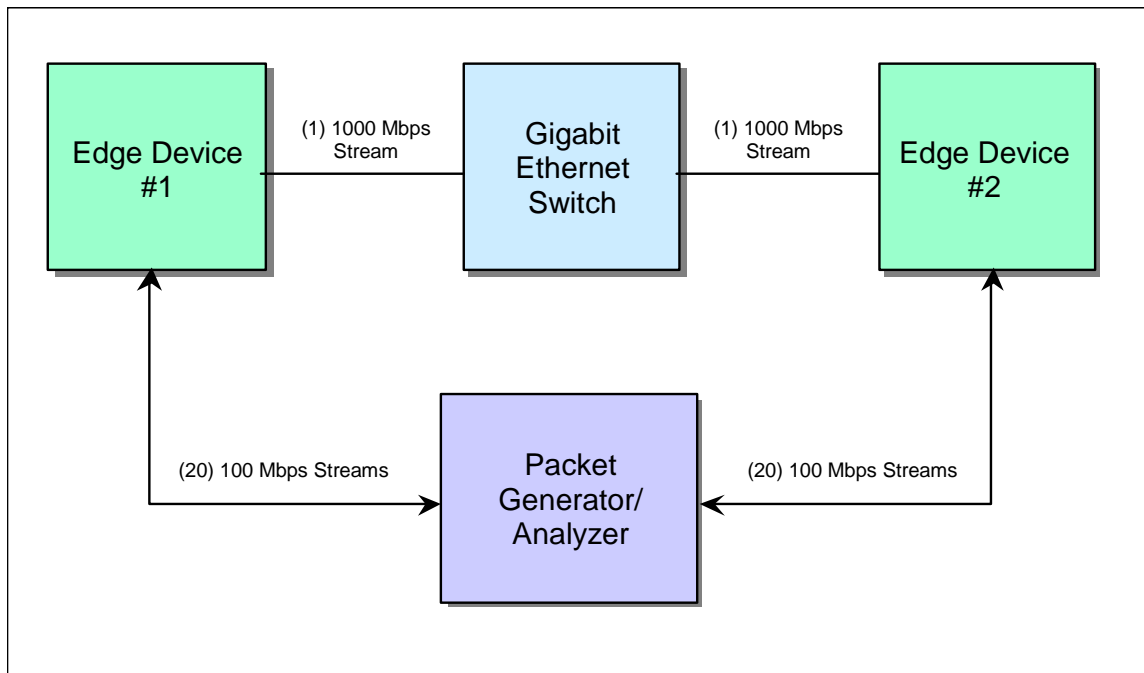 Edge Device
#1
(1) 1000 Mbps
Stream
Gigabit
Ethernet
Switch
(1) 1000 Mbps
Stream
Edge Device
#2
(20) 100 Mbps Streams
Packet
Generator/
Analyzer
(20) 100 Mbps Streams